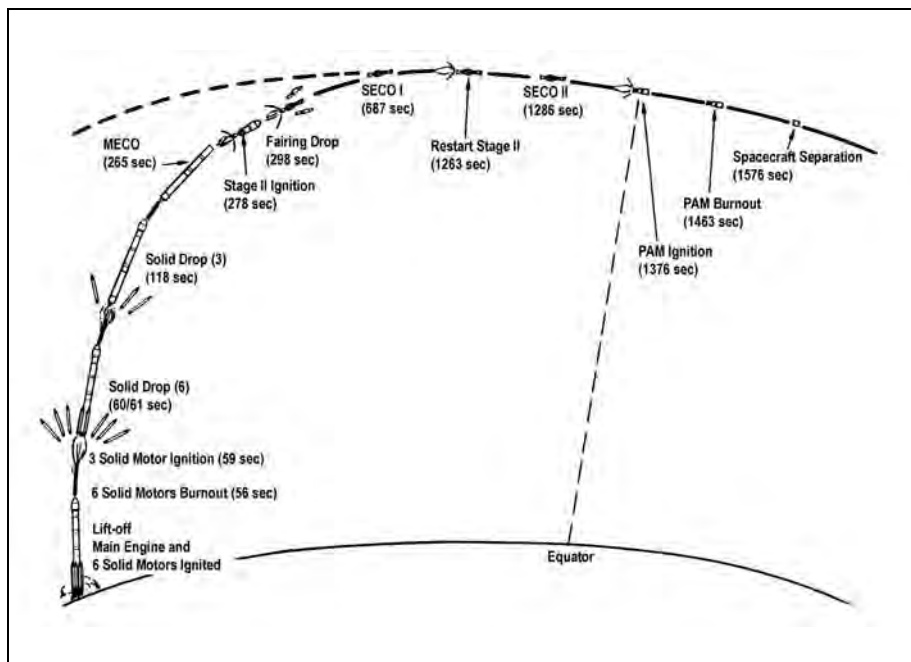 SECO I
(687 sec)
SECO II
(1286 sec)
MECO
(265 sec)
Fairing Drop
(298 sec)
Restart Stage II
(1263 sec)
Spacecraft Separation
(1576 sec)
Stage II Ignition
(278 sec)
PAM Burnout
(1463 sec)
PAM Ignition
(1376 sec)
Solid Drop (3)
(118 sec)
Solid Drop (6)
(60/61 sec)
3 Solid Motor Ignition (59 sec)
6 Solid Motors Burnout (56 sec)
Lift-off
Main Engine and
6 Solid Motors Ignited
Equator